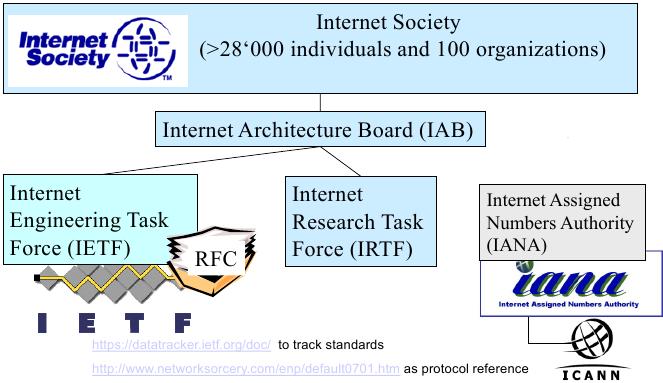 Internet
Society
TM
Internet Society
(>28‘000 individuals and 100 organizations)
Internet Architecture Board (IAB)
Internet
Engineering Task
Force (IETF)
RFC
I E T F
Internet
Research Task
Force (IRTF)
Internet Assigned
Numbers Authority
(IANA)
iana
Internet Assigned Numbers Authority
ICANN
https://datatracker.ietf.org/doc/ to track standards
http://www.networksorcery.com/enp/default0701.htm as protocol reference